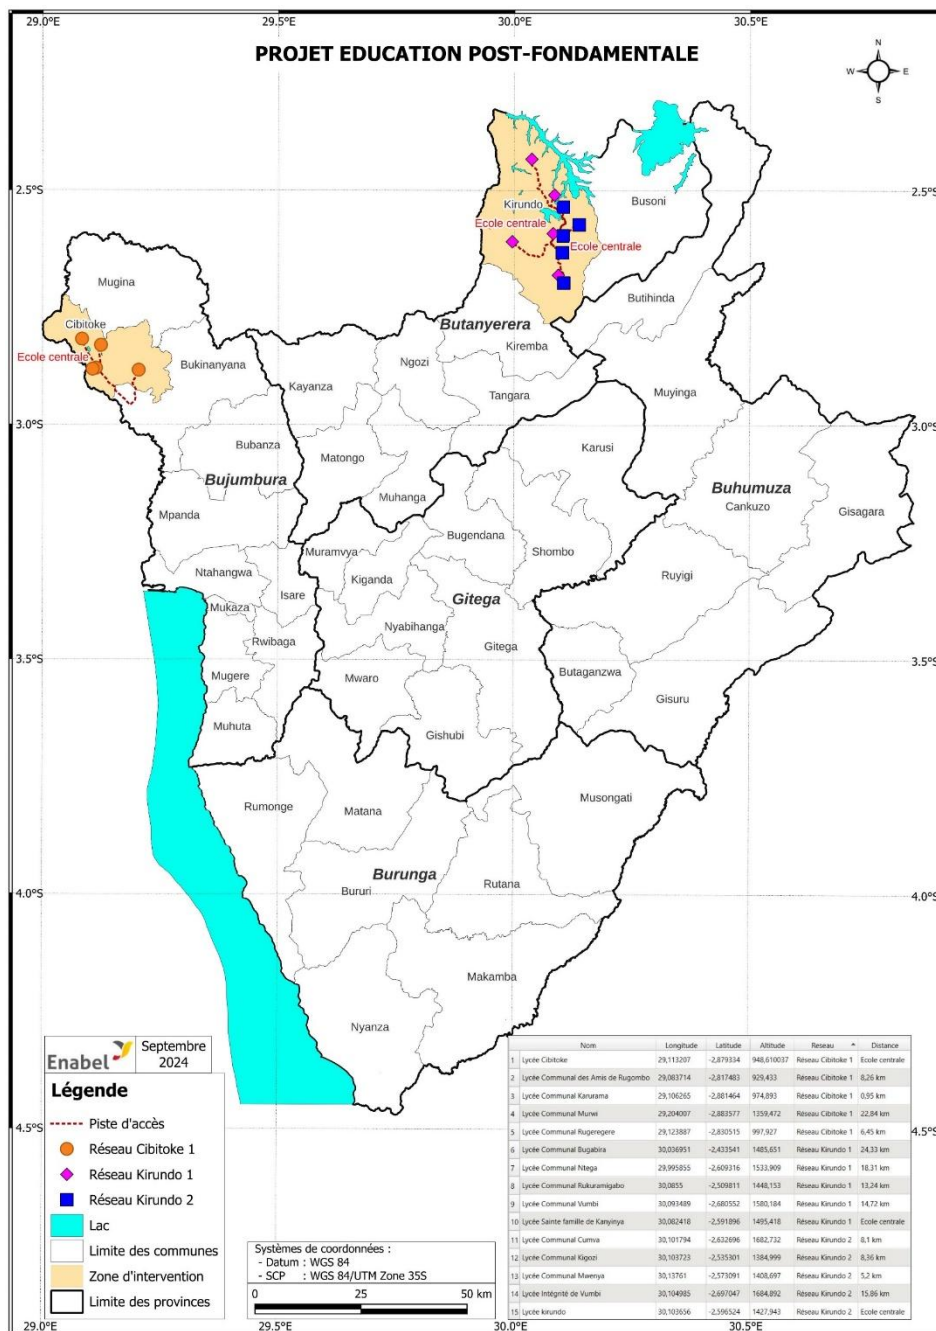 29.0°E
29.5°E
30.0°E
30.5°E
PROJET EDUCATION POST-FONDAMENTALE
N
W
E
S
2.5°S
2.5°S
Kirundo
Busoni
Ecole centrale
Ecole centrale
Mugina
Butihinda
Cibitoke
Butanyerera
Ecole centrale
Bukinanyana
Ngozi
Kiremba
Kayanza
Tangara
Muyinga
3.0°S
3.0°S
Bubanza
Matongo
Karusi
Bujumbura
Muhanga
Buhumuza
Cankuzo
Gisagara
Mpanda
Bugendana
Muramvya
Shombo
Ntahangwa
Kiganda
Ruyigi
Isare
Gitega
Mukaza
Nyabihanga
Rwibaga
Gitega
3.5°S
3.5°S
Mugere
Mwaro
Butaganzwa
Gisuru
Muhuta
Gishubi
Rumonge
Matana
Musongati
Burunga
Bururi
Rutana
4.0°S
4.0°S
Makamba
Nyanza
Enabel
Septembre
2024
Légende
Piste d'accès
Réseau Cibitoke 1
Réseau Kirundo 1
Réseau Kirundo 2
Lac
Limite des communes
Zone d'intervention
Limite des provinces
4.5°S
4.5°S
Systèmes de coordonnées :
- Datum : WGS 84
- SCP : WGS 84/UTM Zone 35S
0 25 50 km
Nom Longitude Latitude Altitude Reseau Distance
1 Lycée Cibitoke 29,113207 -2,879334 948,610037 Réseau Cibitoke 1 Ecole centrale
2 Lycée Communal des Amis de Rugombo 29,083714 -2,817483 929,433 Réseau Cibitoke 1 8,26 km
3 Lycée Communal Karurama 29,106265 -2,881464 974,893 Réseau Cibitoke 1 0,95 km
4 Lycée Communal Murwi 29,204007 -2,883577 1359,472 Réseau Cibitoke 1 22,84 km
5 Lycée Communal Rugeregere 29,123887 -2,830515 997,927 Réseau Cibitoke 1 6,45 km
6 Lycée Communal Bugabira 30,036951 -2,433541 1485,651 Réseau Kirundo 1 24,33 km
7 Lycée Communal Ntega 29,995855 -2,609316 1533,909 Réseau Kirundo 1 18.31 km
8 Lycée Communal Rukuramigabo 30,0855 -2,509811 1448,153 Réseau Kirundo 1 13,24 km
9 Lycée Communal Vumbi 30,093489 -2,680552 1580,184 Réseau Kirundo 1 14,72 km
10 Lycée Sainte famille de Kanyinya 30,082418 -2,591896 1495,418 Réseau Kirundo 1 Ecole centrale
11 Lycée Communal Cumva 30,101794 -2,632696 1682,732 Réseau Kirundo 2 8,1 km
12 Lycée Communal Kigozi 30,103723 -2,535301 1384,999 Réseau Kirundo 2 8,36 km
13 Lycée Communal Mwenya 30,13761 -2,573091 1408,697 Réseau Kirundo 2 5,2 km
14 Lycée Intégrité de Vumbi 30,104985 -2,697047 1684,892 Réseau Kirundo 2 15,86 km
15 Lycée kirundo 30,103656 -2,596524 1427,943 Réseau Kirundo 2 Ecole centrale
29.0°E
29.5°E
30.0°E
30.5°E